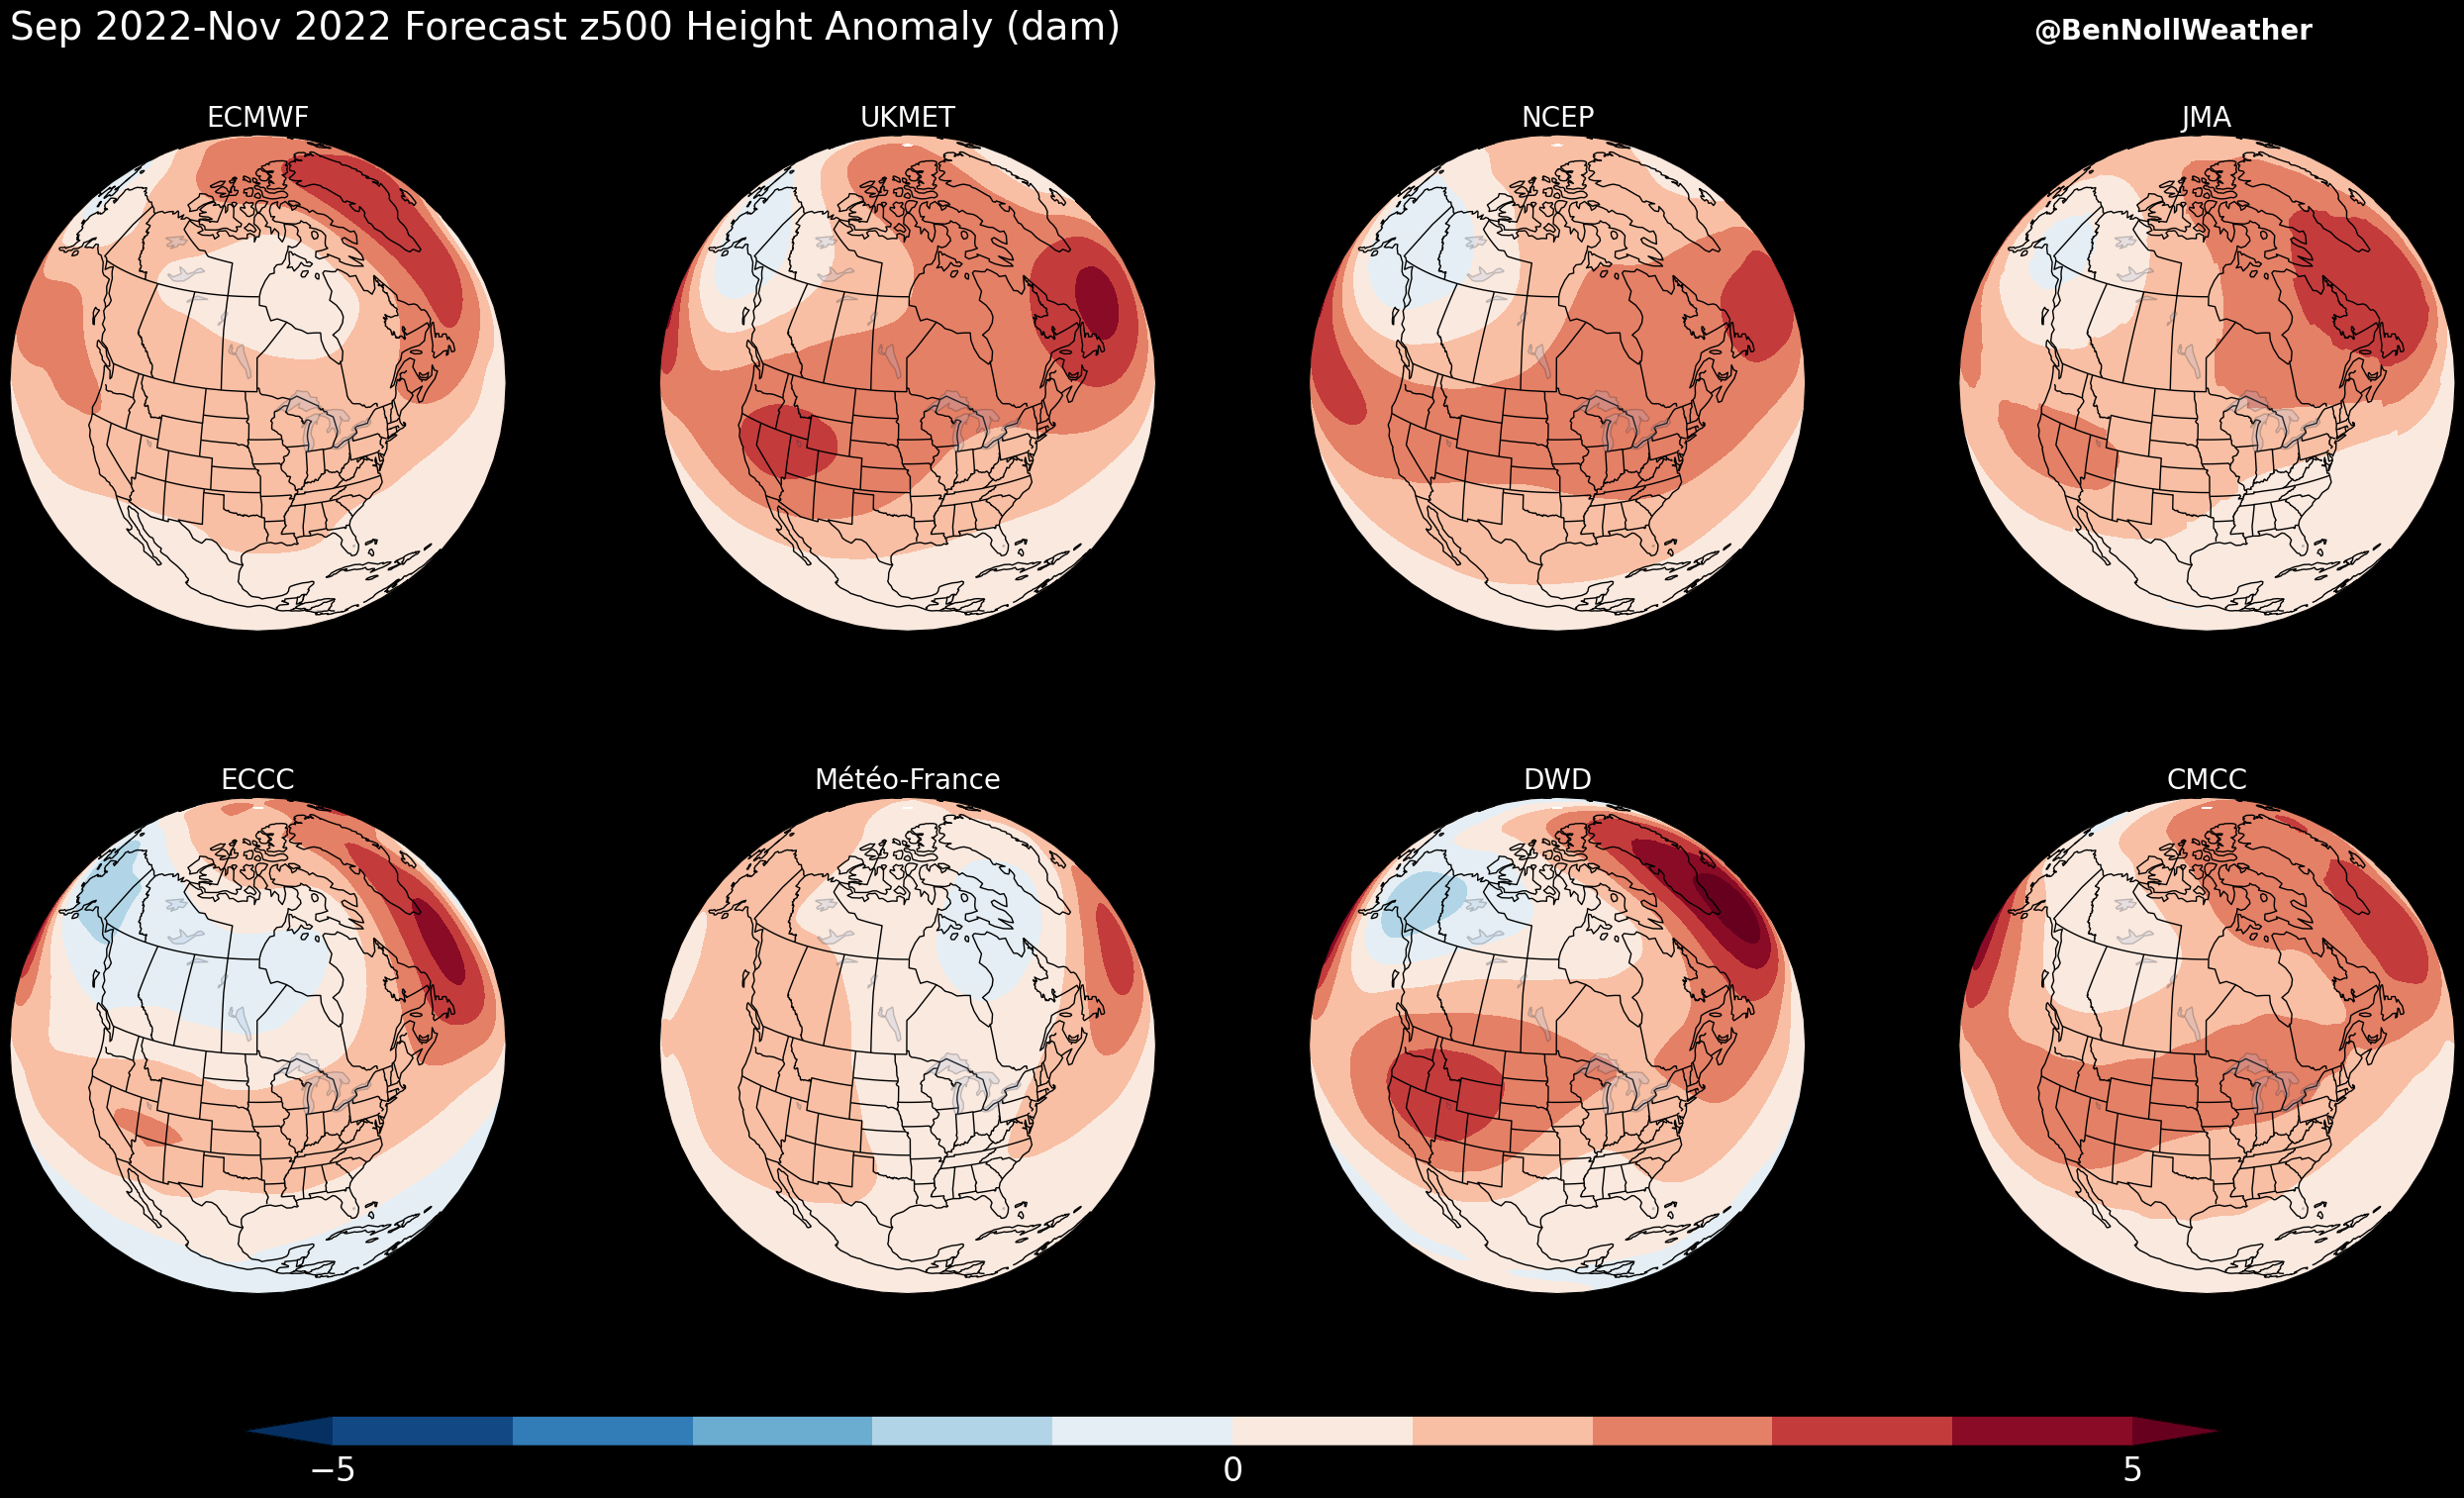 Sep 2022-Nov 2022 Forecast z500 Height Anomaly (dam)
@BenNollWeather
ECMWF
UKMET
NCEP
JMA
ECCC
Météo-France
DWD
CMCC
−5
0
5